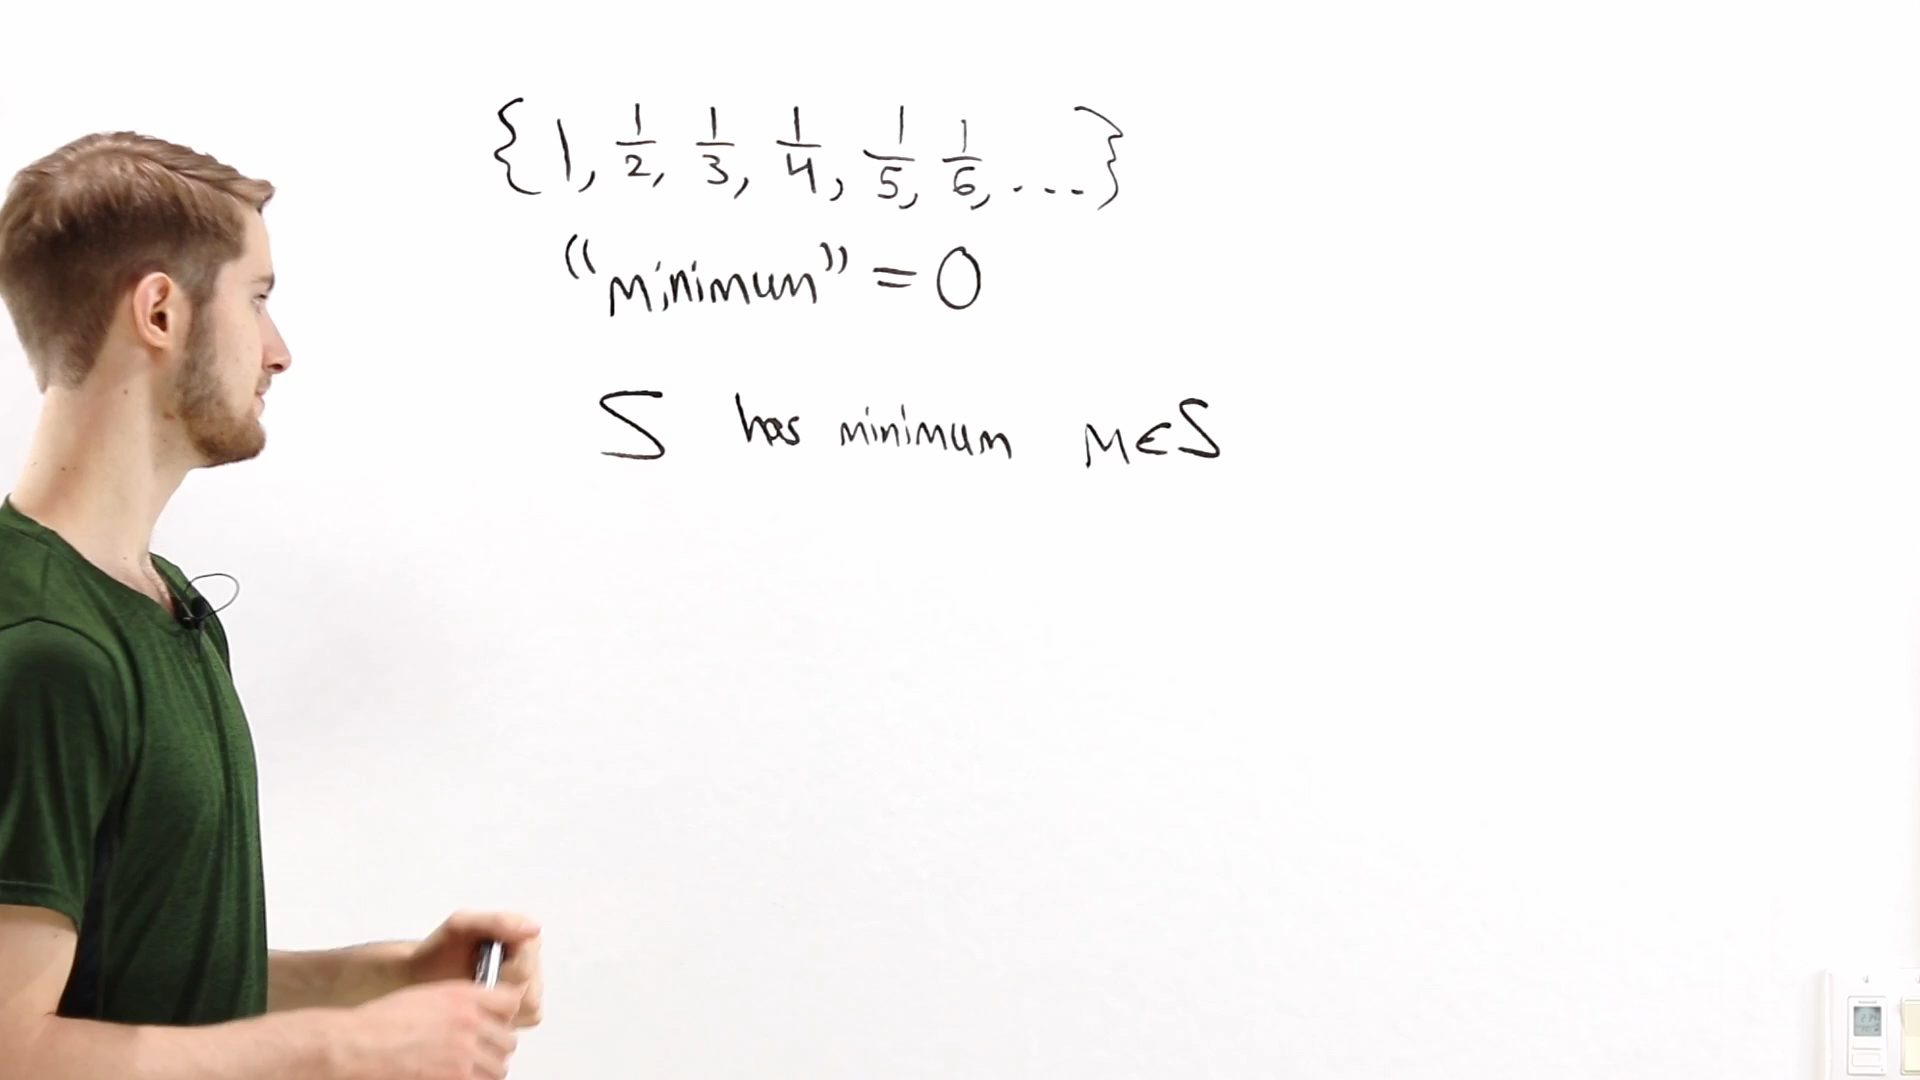 {1, 1/2, 1/3, 1/4, 1/5, 1/6, ...}
"minimum" = 0
S has minimum m∈S